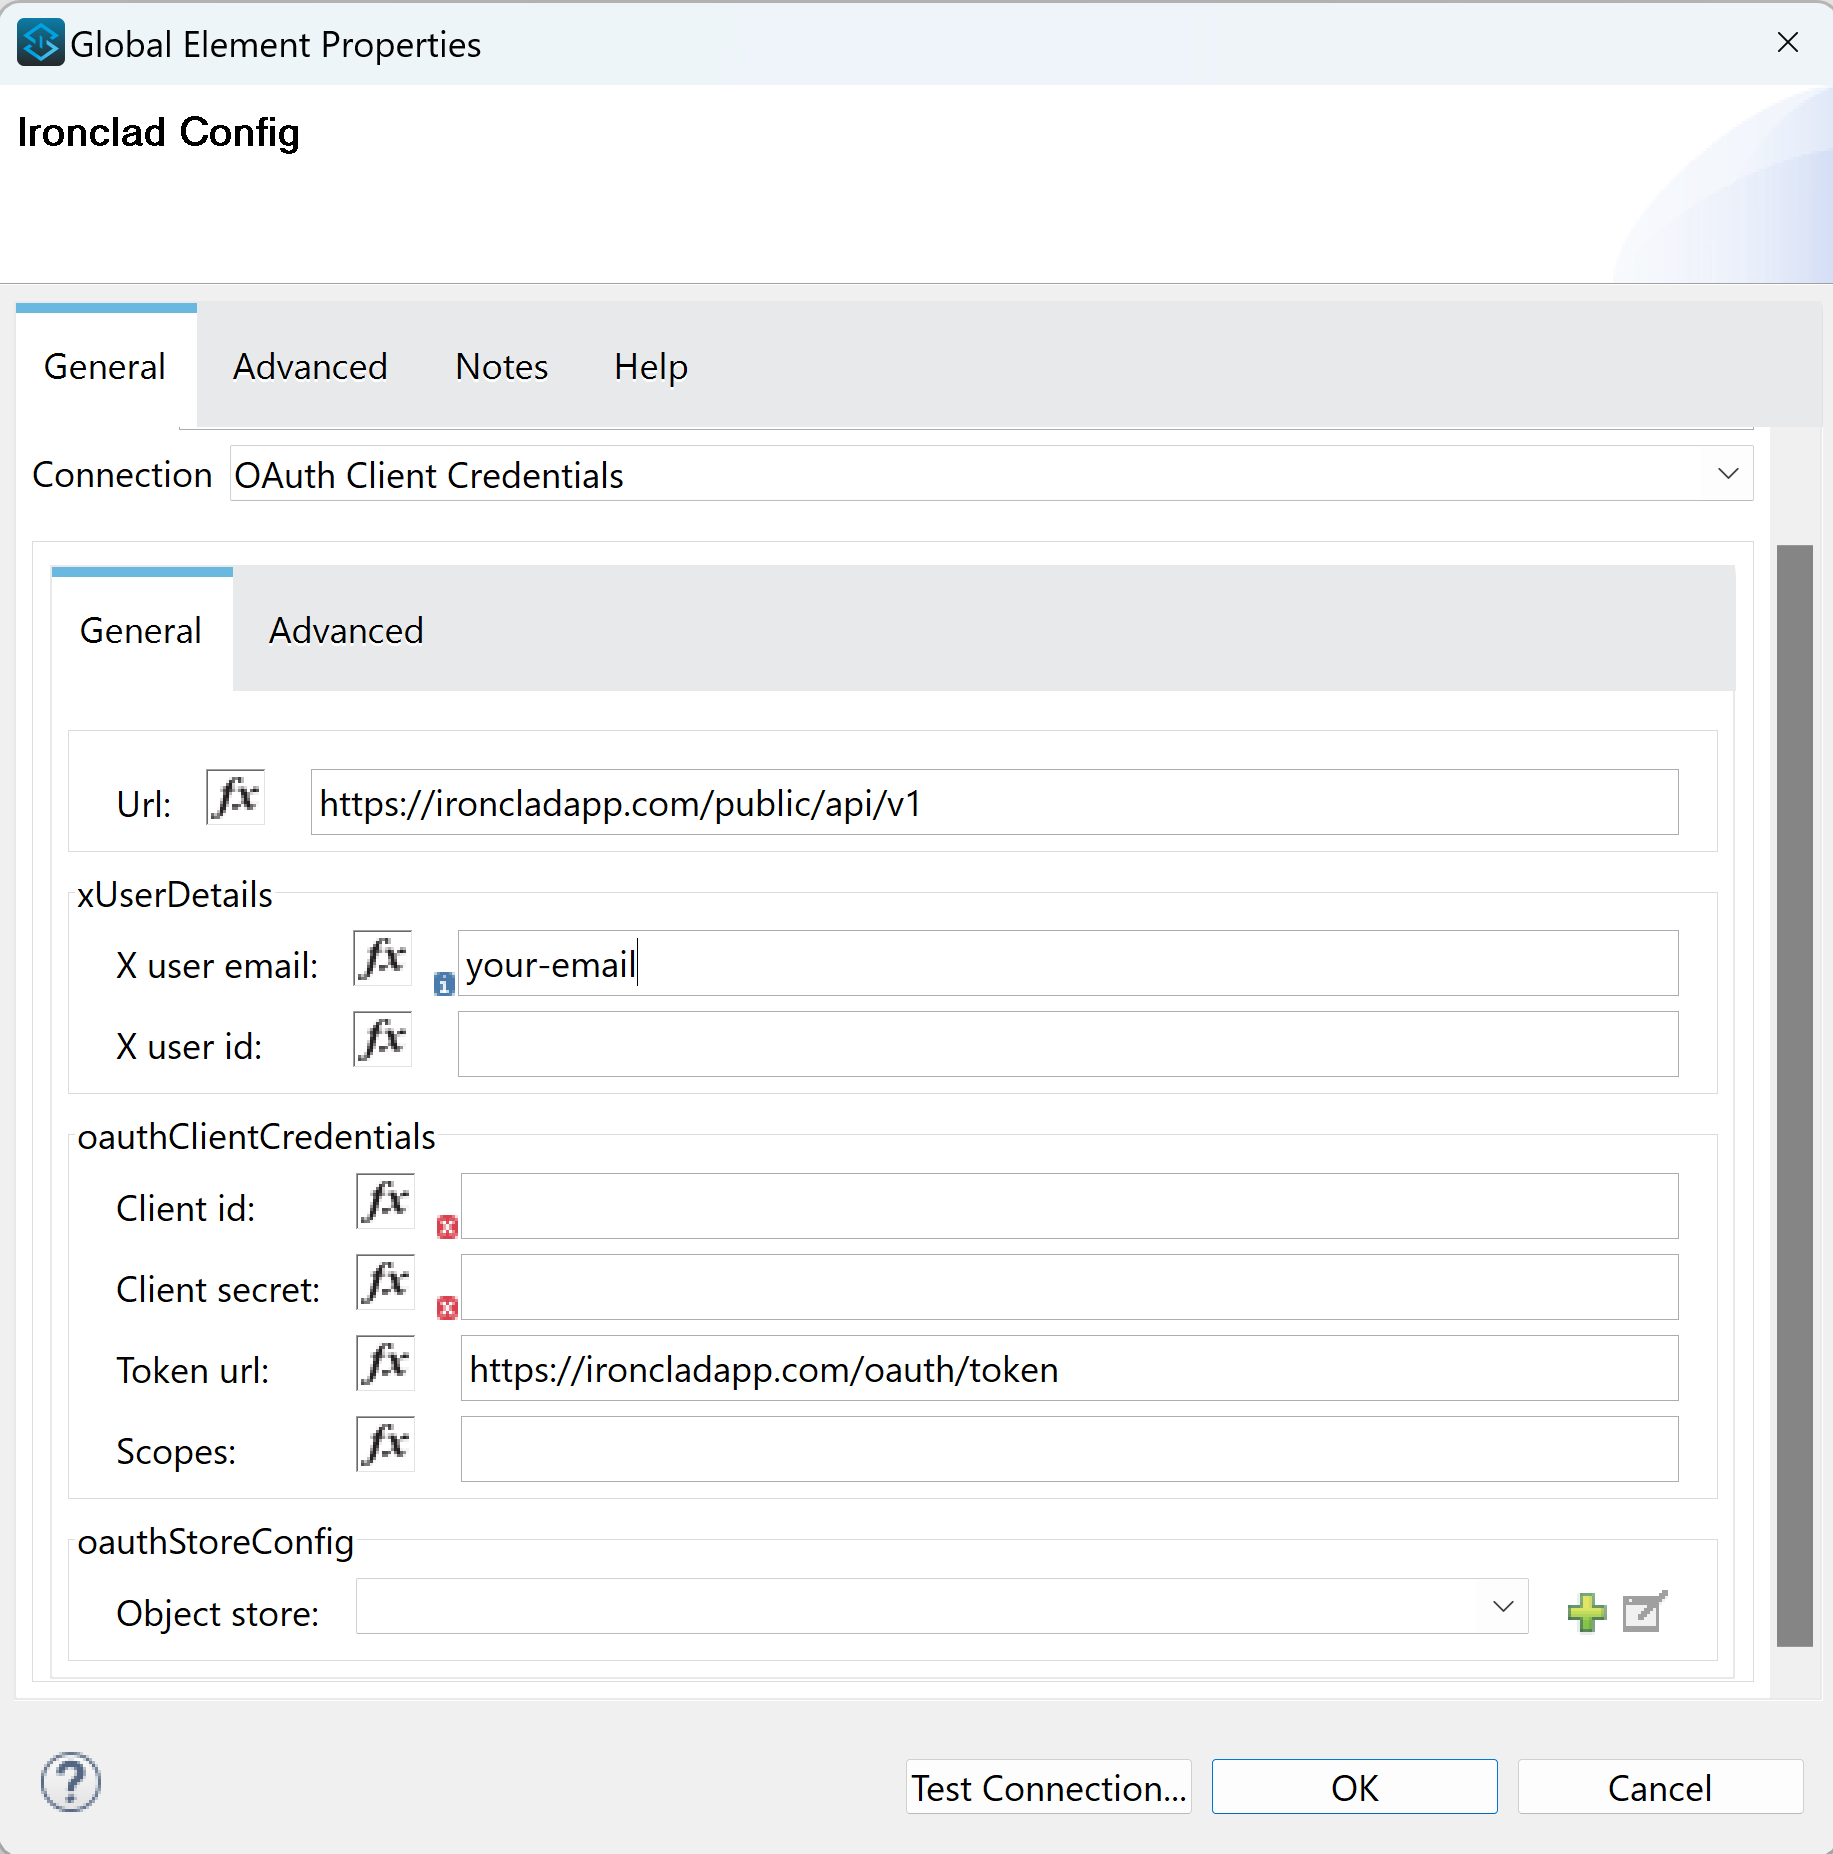 Global Element Properties
Ironclad Config
General Advanced Notes Help
Connection OAuth Client Credentials
General Advanced
Url: fx https://ironcladapp.com/public/api/v1
xUserDetails
X user email: fx your-email
X user id: fx
oauthClientCredentials
Client id: fx
Client secret: fx
Token url: fx https://ironcladapp.com/oauth/token
Scopes: fx
oauthStoreConfig
Object store:
? Test Connection... OK Cancel